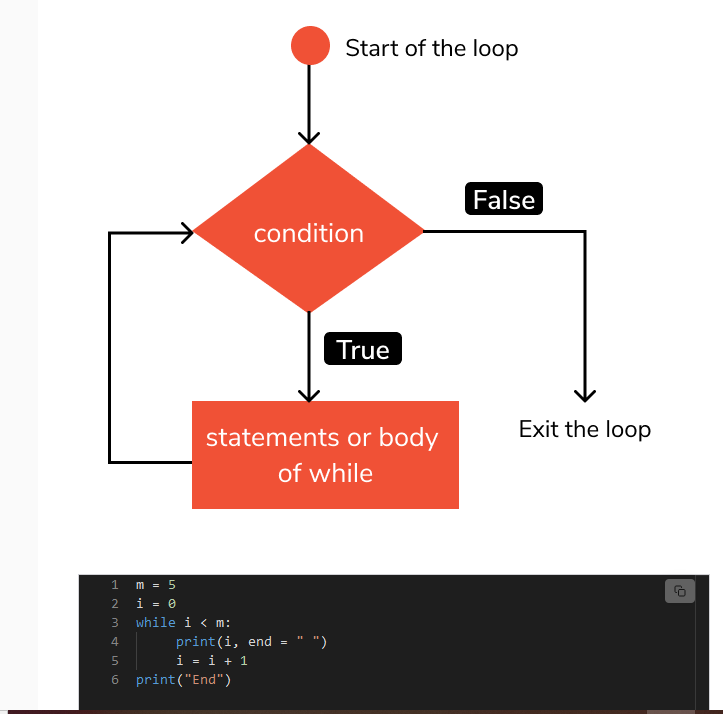 Start of the loop
condition
False
True
statements or body
of while
Exit the loop
1 m = 5
2 i = 0
3 while i < m:
4     print(i, end = " ")
5     i = i + 1
6 print("End")